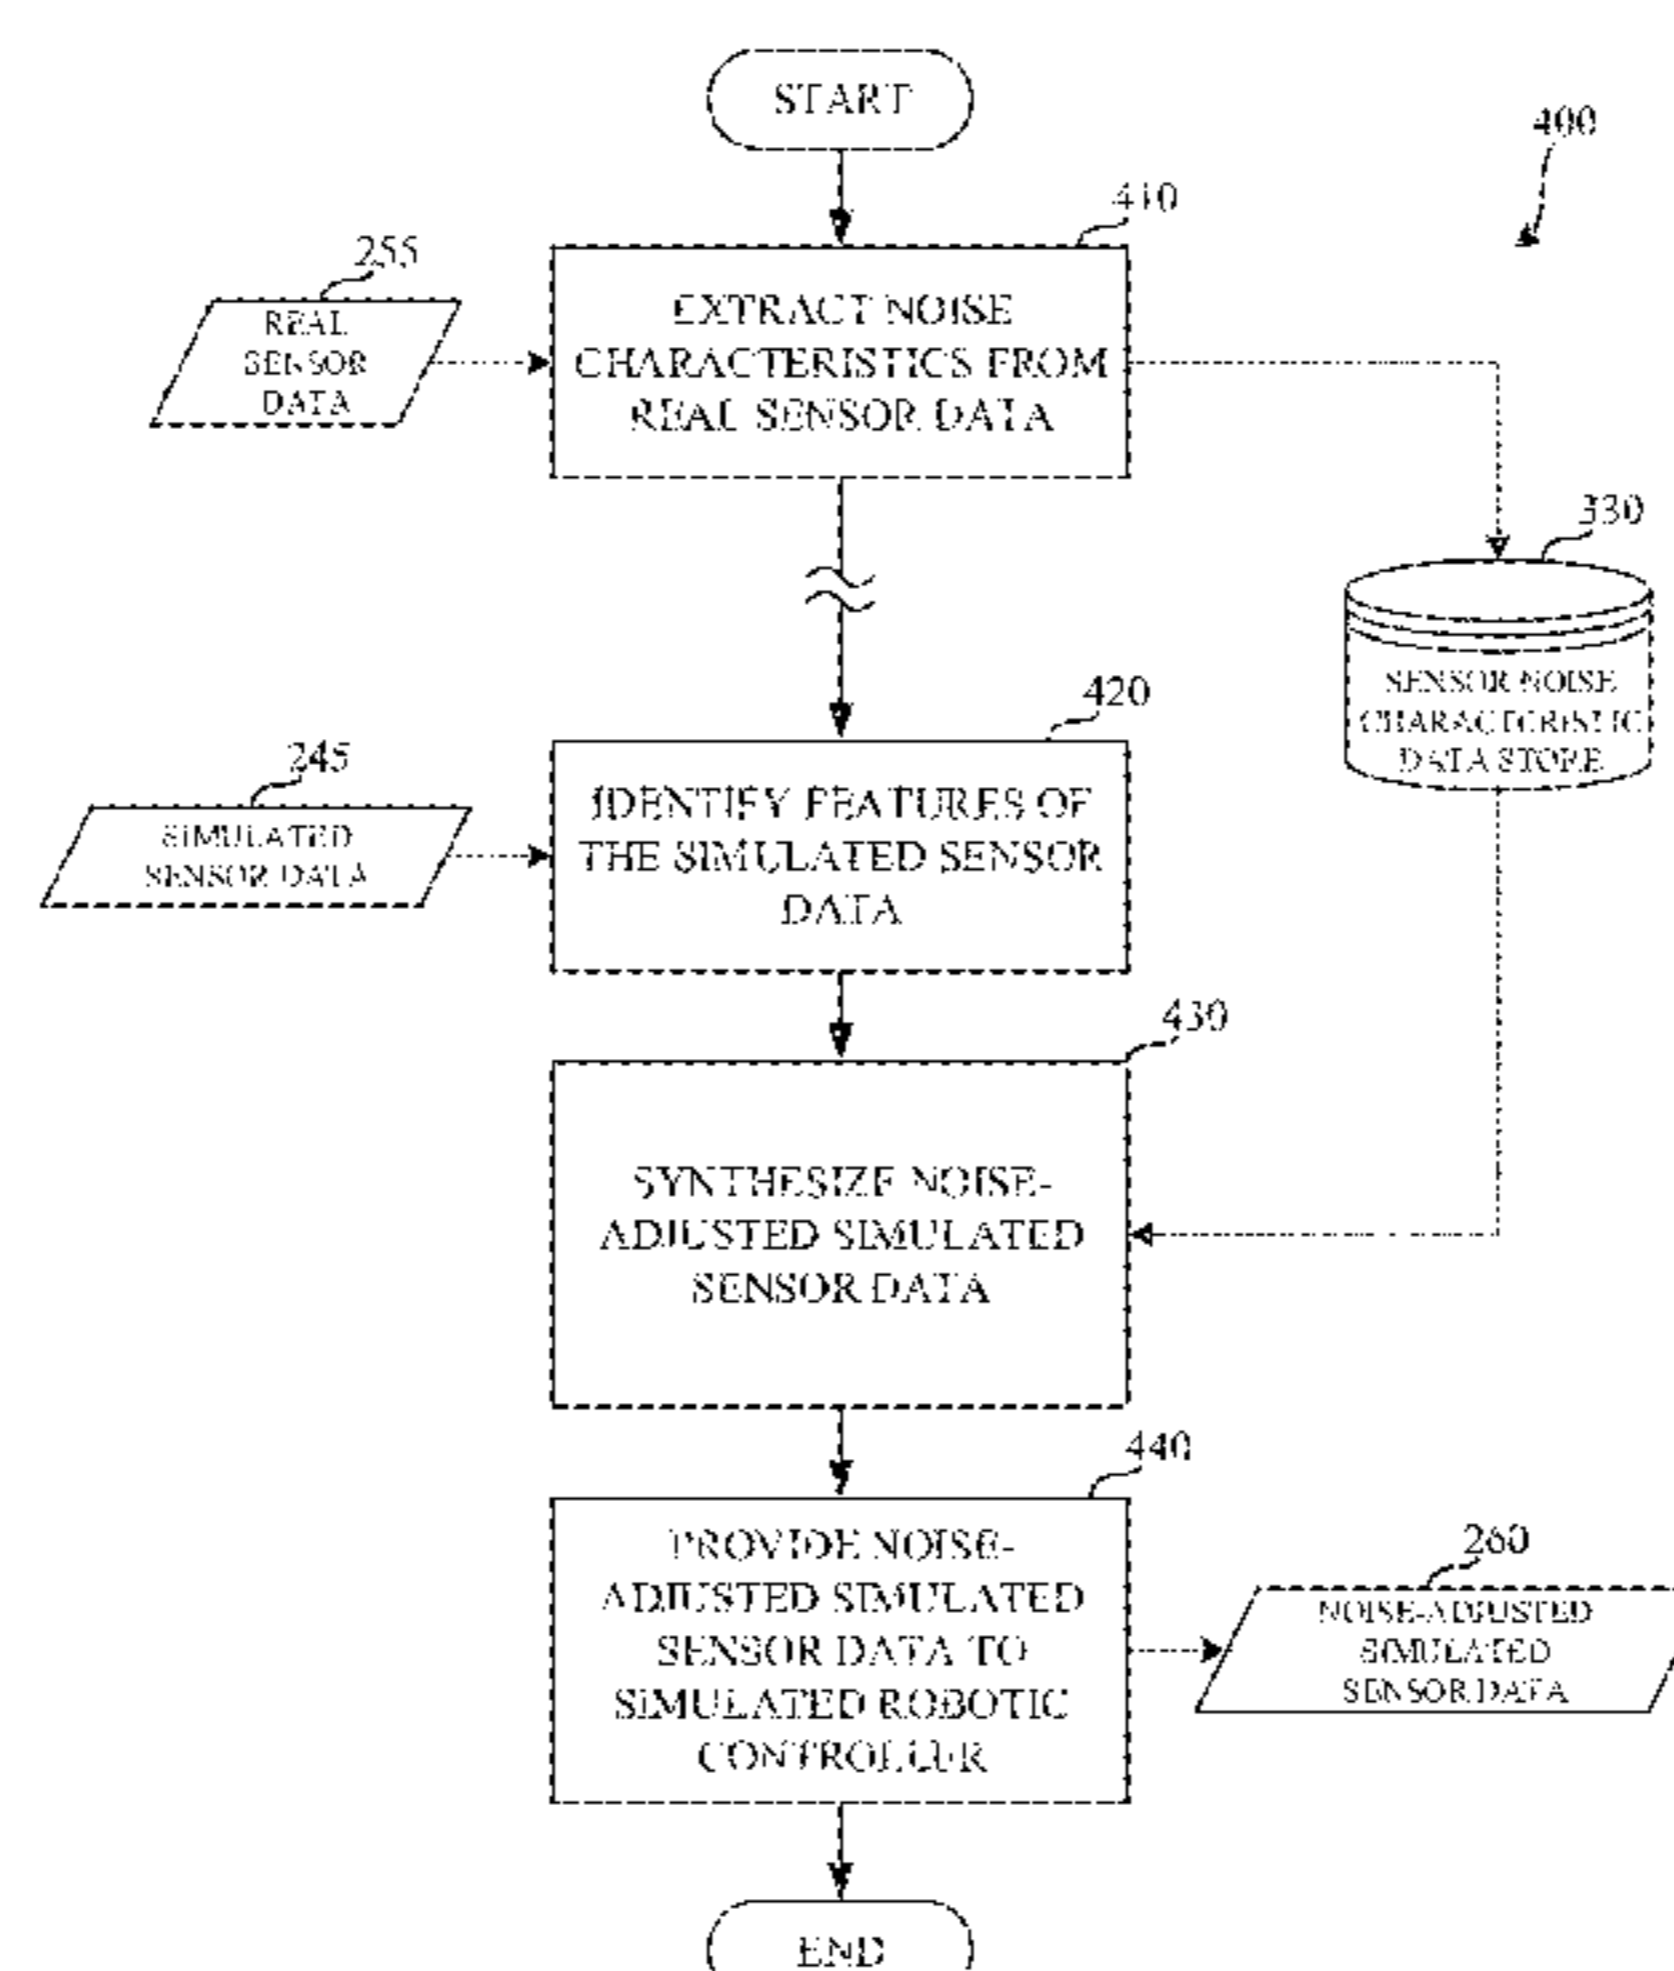 START
400
410
255
REAL
SENSOR
DATA
EXTRACT NOISE
CHARACTERISTICS FROM
REAL SENSOR DATA
330
SENSOR NOISE
CHARACTERISTIC
DATA STORE
420
245
SIMULATED
SENSOR DATA
IDENTIFY FEATURES OF
THE SIMULATED SENSOR
DATA
430
SYNTHESIZE NOISE-
ADJUSTED SIMULATED
SENSOR DATA
440
PROVIDE NOISE-
ADJUSTED SIMULATED
SENSOR DATA TO
SIMULATED ROBOTIC
CONTROLLER
260
NOISE-ADJUSTED
SIMULATED
SENSOR DATA
END